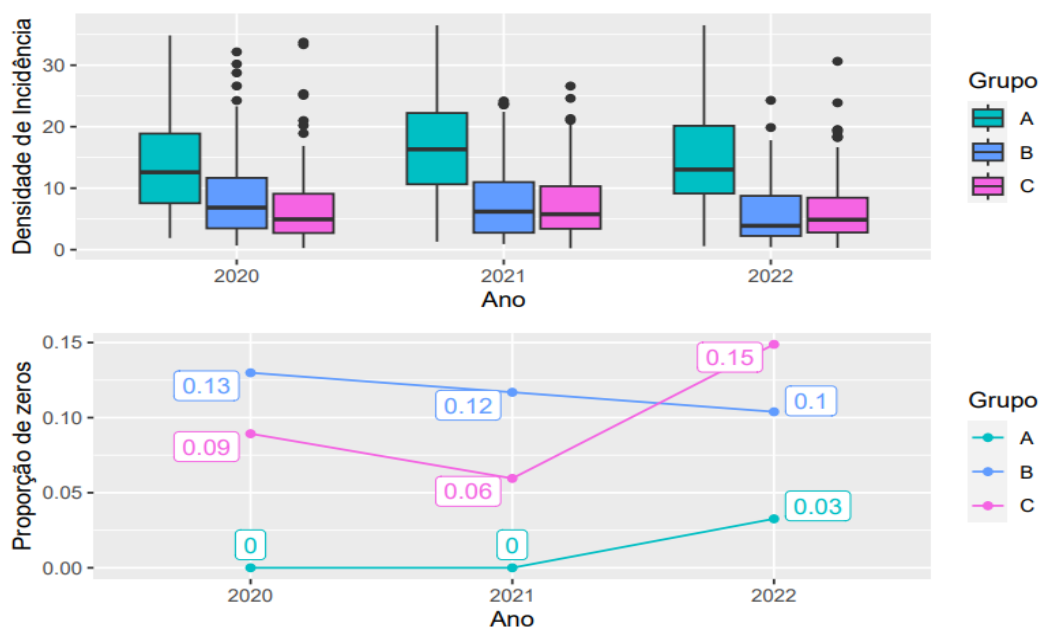 Densidade de Incidência
30
20
10
0
2020
2021
2022
Ano
Grupo
A
B
C
Proporção de zeros
0.15
0.10
0.05
0.00
0.13
0.12
0.1
0.09
0.06
0.15
0
0
0.03
2020
2021
2022
Ano
Grupo
A
B
C